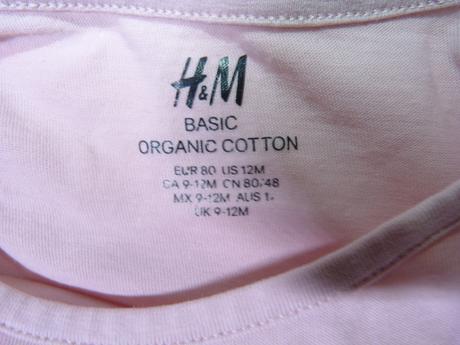 H&M
BASIC
ORGANIC COTTON
EUR 80 US 12M
CA 9-12M CN 80/48
MX 9-12M AUS 1
UK 9-12M